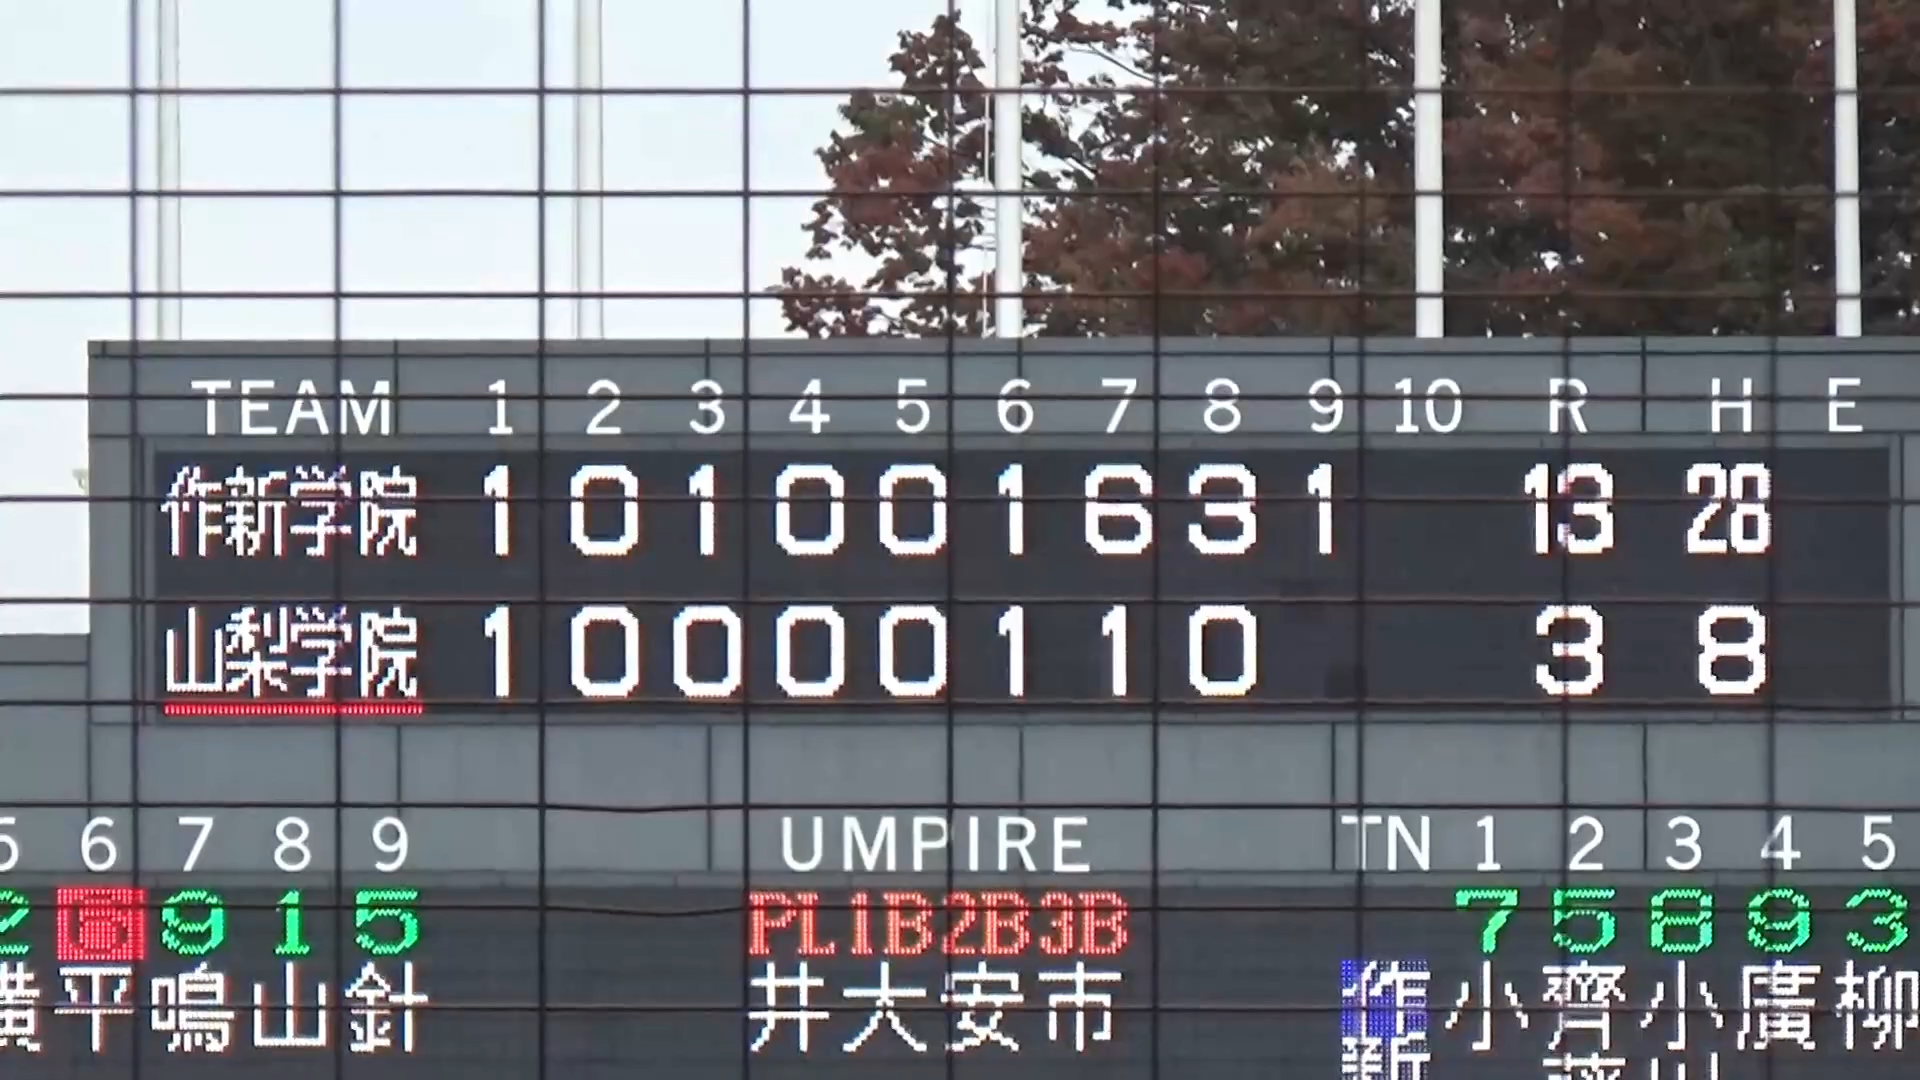 TEAM 1 2 3 4 5 6 7 8 9 10 R H E
作新学院 1 0 1 0 0 1 6 3 1 13 28
山梨学院 1 0 0 0 0 1 1 0 3 8
6 7 8 9
2 6 9 1 5
横 平 鳴 山 針
UMPIRE
PL 1B 2B 3B
井 大 安 市
TN 1 2 3 4 5
7 5 8 9 3
作 小 齊 小 廣 柳
新